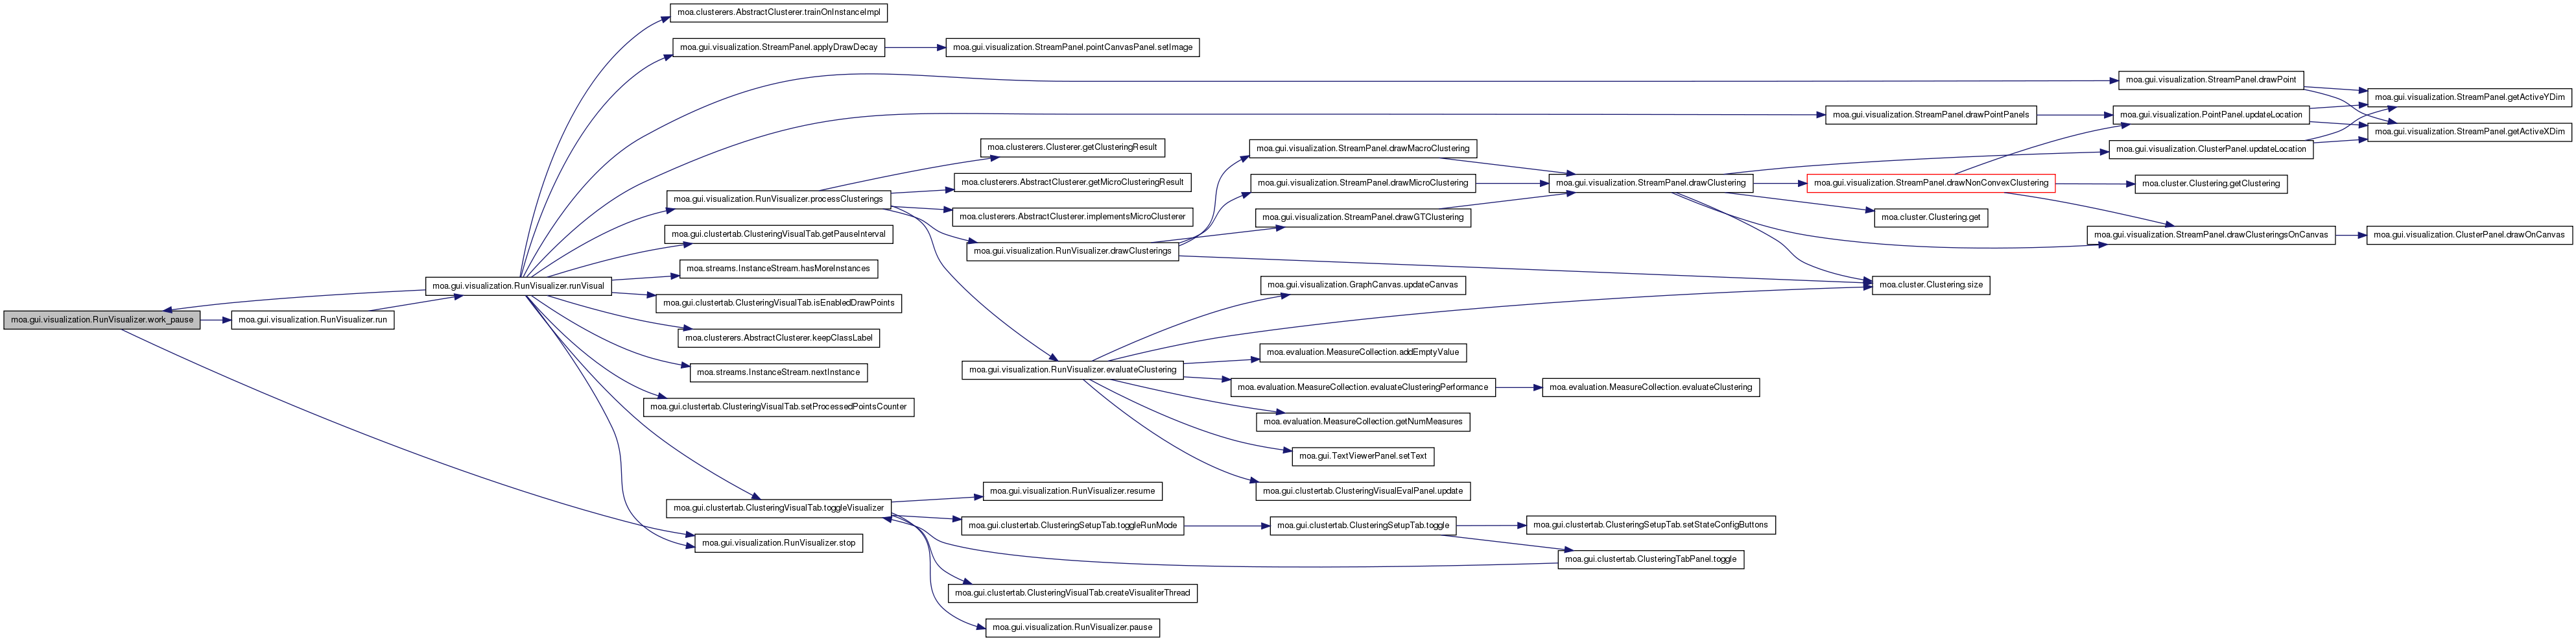 moa.clusterers.AbstractClusterer.trainOnInstanceImpl
moa.gui.visualization.StreamPanel.applyDrawDecay
moa.gui.visualization.StreamPanel.pointCanvasPanel.setImage
moa.gui.visualization.StreamPanel.drawPoint
moa.gui.visualization.StreamPanel.getActiveYDim
moa.gui.visualization.StreamPanel.drawPointPanels
moa.gui.visualization.PointPanel.updateLocation
moa.gui.visualization.StreamPanel.getActiveXDim
moa.clusterers.Clusterer.getClusteringResult
moa.gui.visualization.StreamPanel.drawMacroClustering
moa.gui.visualization.ClusterPanel.updateLocation
moa.clusterers.AbstractClusterer.getMicroClusteringResult
moa.gui.visualization.StreamPanel.drawMicroClustering
moa.gui.visualization.StreamPanel.drawClustering
moa.gui.visualization.StreamPanel.drawNonConvexClustering
moa.cluster.Clustering.getClustering
moa.gui.visualization.RunVisualizer.processClusterings
moa.clusterers.AbstractClusterer.implementsMicroClusterer
moa.gui.visualization.StreamPanel.drawGTClustering
moa.cluster.Clustering.get
moa.gui.clustertab.ClusteringVisualTab.getPauseInterval
moa.gui.visualization.StreamPanel.drawClusteringsOnCanvas
moa.gui.visualization.ClusterPanel.drawOnCanvas
moa.gui.visualization.RunVisualizer.drawClusterings
moa.streams.InstanceStream.hasMoreInstances
moa.gui.visualization.RunVisualizer.runVisual
moa.gui.visualization.GraphCanvas.updateCanvas
moa.cluster.Clustering.size
moa.gui.clustertab.ClusteringVisualTab.isEnabledDrawPoints
moa.gui.visualization.RunVisualizer.work_pause
moa.gui.visualization.RunVisualizer.run
moa.clusterers.AbstractClusterer.keepClassLabel
moa.evaluation.MeasureCollection.addEmptyValue
moa.gui.visualization.RunVisualizer.evaluateClustering
moa.streams.InstanceStream.nextInstance
moa.evaluation.MeasureCollection.evaluateClusteringPerformance
moa.evaluation.MeasureCollection.evaluateClustering
moa.gui.clustertab.ClusteringVisualTab.setProcessedPointsCounter
moa.evaluation.MeasureCollection.getNumMeasures
moa.gui.TextViewerPanel.setText
moa.gui.visualization.RunVisualizer.resume
moa.gui.clustertab.ClusteringVisualEvalPanel.update
moa.gui.clustertab.ClusteringVisualTab.toggleVisualizer
moa.gui.clustertab.ClusteringSetupTab.toggleRunMode
moa.gui.clustertab.ClusteringSetupTab.toggle
moa.gui.clustertab.ClusteringSetupTab.setStateConfigButtons
moa.gui.visualization.RunVisualizer.stop
moa.gui.clustertab.ClusteringTabPanel.toggle
moa.gui.clustertab.ClusteringVisualTab.createVisualiterThread
moa.gui.visualization.RunVisualizer.pause